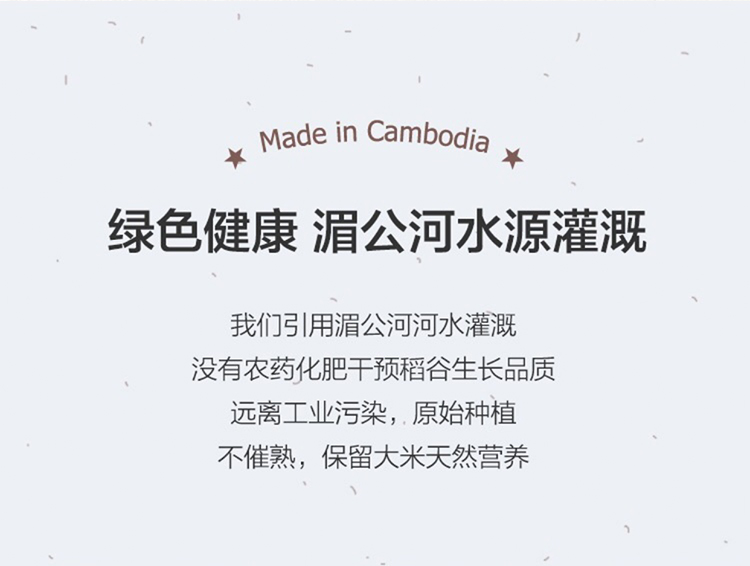 Made in Cambodia
绿色健康 湄公河水源灌溉
我们引用湄公河河水灌溉
没有农药化肥干预稻谷生长品质
远离工业污染，原始种植
不催熟，保留大米天然营养